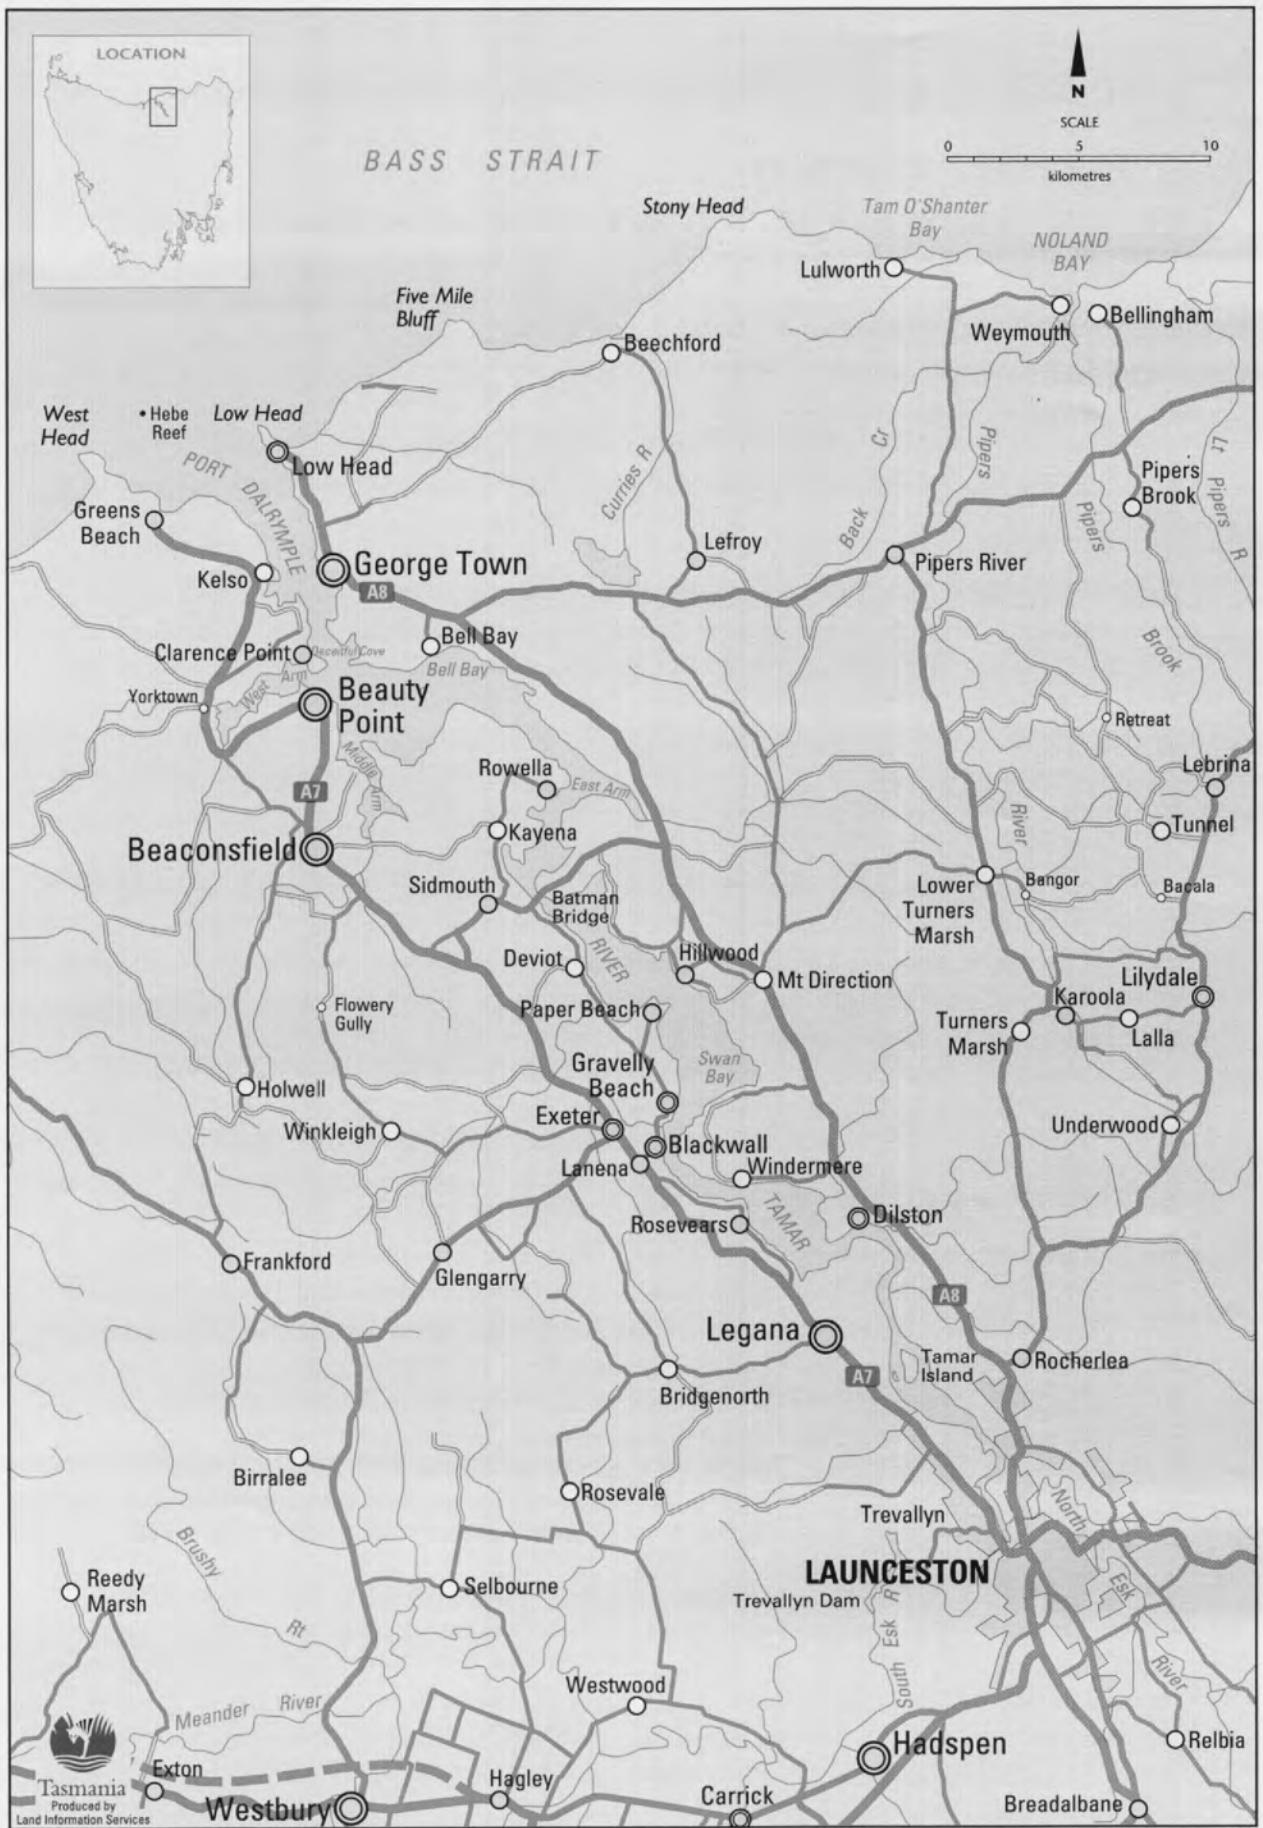 LOCATION
N
SCALE
0 5 10
kilometres
BASS STRAIT
Stony Head
Tam O'Shanter
Bay
NOLAND
BAY
Lulworth
Five Mile
Bluff
Weymouth
Bellingham
Beechford
West
Head
Hebe
Reef
Low Head
PORT DALRYMPLE
Low Head
Curries R
Back Cr
Pipers
Pipers
Brook
Lt Pipers R
Greens
Beach
Lefroy
Pipers
Brook
Kelso
George Town
Pipers River
A8
Clarence Point
Deceitful Cove
Bell Bay
Bell Bay
West Arm
Yorktown
Beauty
Point
Retreat
Middle Arm
Rowella
East Arm
Lebrina
A7
Kayena
River
Tunnel
Beaconsfield
Sidmouth
Batman
Bridge
Lower
Turners
Marsh
Bangor
Bacala
Deviot
RIVER
Hillwood
Mt Direction
Lilydale
Flowery
Gully
Paper Beach
Karoola
Turners
Marsh
Lalla
Swan
Bay
Gravelly
Beach
Holwell
Exeter
Winkleigh
Underwood
Blackwall
Lanena
Windermere
TAMAR
Rosevears
Dilston
Frankford
Glengarry
A8
Legana
Tamar
Island
Rocherlea
A7
Bridgenorth
Birralee
Rosevale
Trevallyn
North
Brushy
Rt
LAUNCESTON
Reedy
Marsh
Selbourne
Trevallyn Dam
Esk
South Esk R
River
Westwood
Meander River
Hadspen
Relbia
Tasmania
Produced by
Land Information Services
Exton
Hagley
Westbury
Carrick
Breadalbane